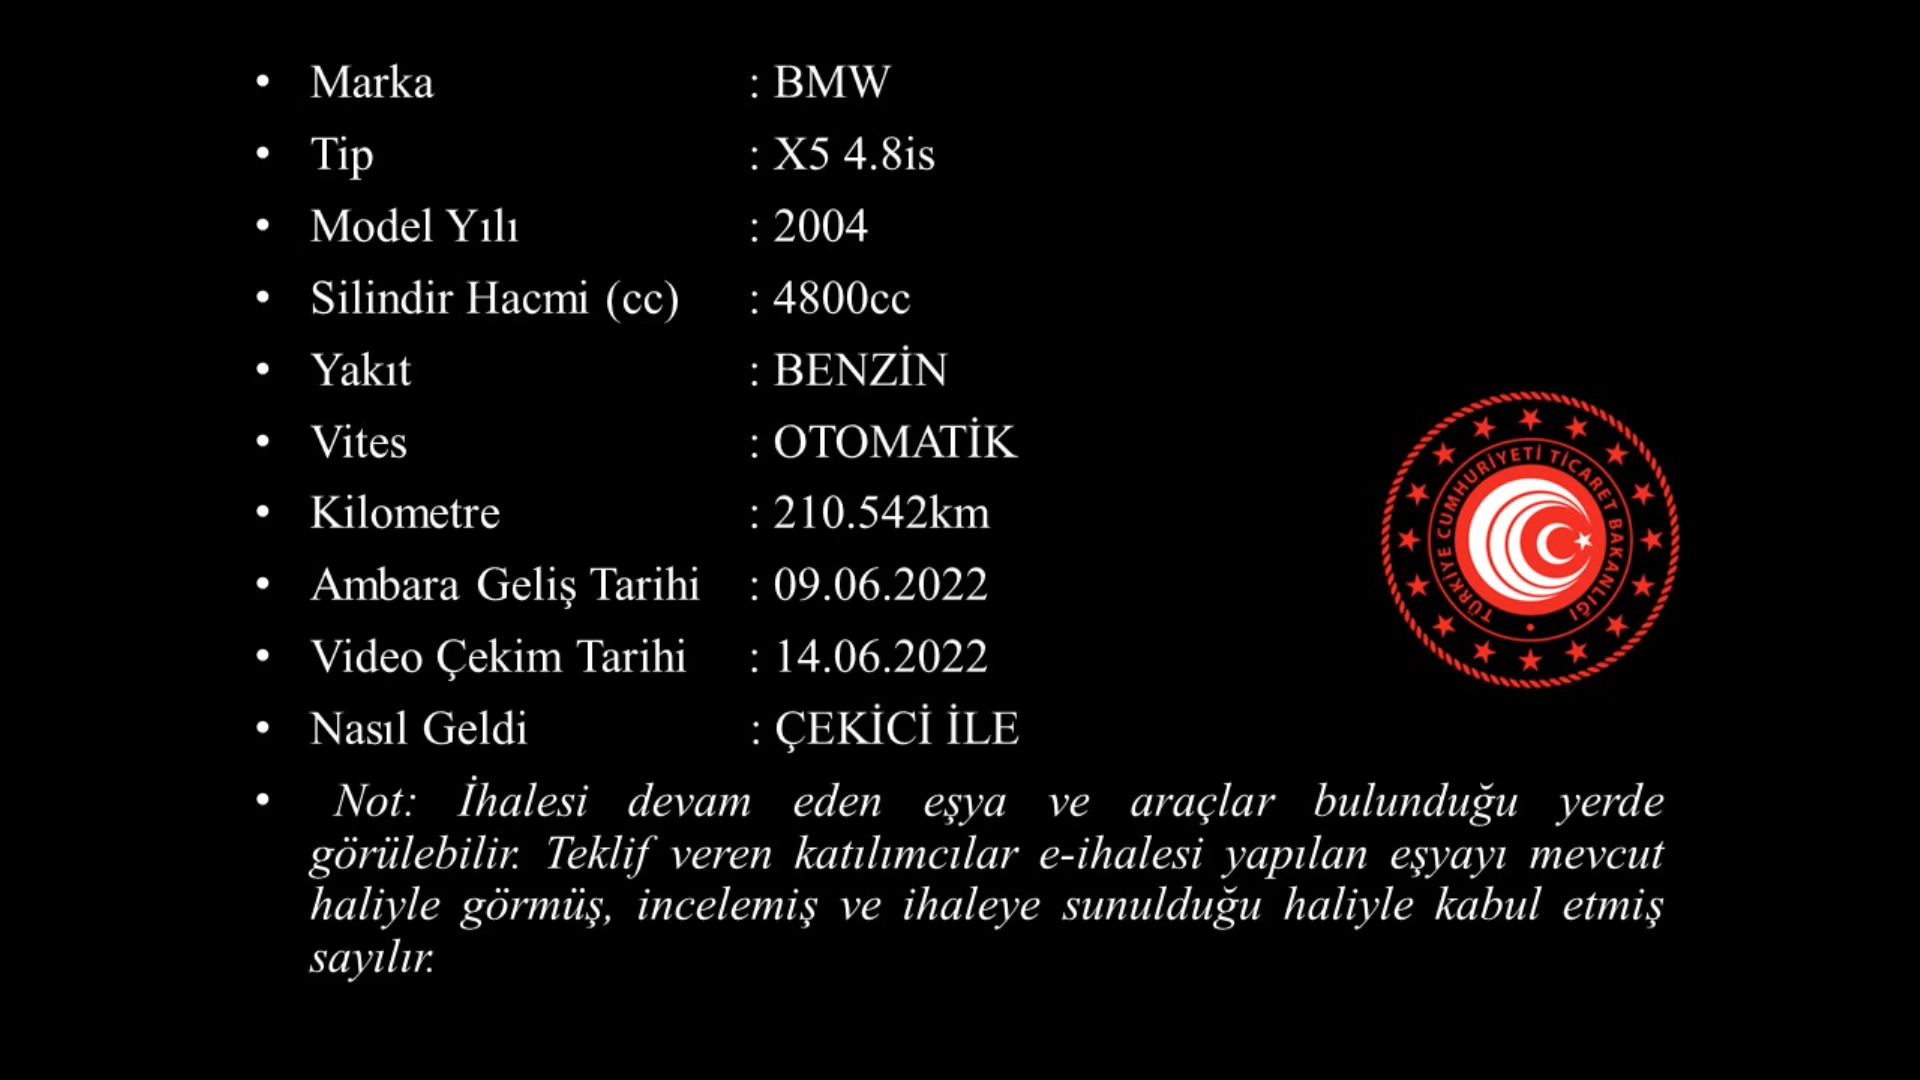 • Marka : BMW
• Tip : X5 4.8is
• Model Yılı : 2004
• Silindir Hacmi (cc) : 4800cc
• Yakıt : BENZİN
• Vites : OTOMATİK
• Kilometre : 210.542km
• Ambara Geliş Tarihi : 09.06.2022
• Video Çekim Tarihi : 14.06.2022
• Nasıl Geldi : ÇEKİCİ İLE
• Not: İhalesi devam eden eşya ve araçlar bulunduğu yerde
görülebilir. Teklif veren katılımcılar e-ihalesi yapılan eşyayı mevcut
haliyle görmüş, incelemiş ve ihaleye sunulduğu haliyle kabul etmiş
sayılır.
TÜRKİYE CUMHURİYETİ TİCARET BAKANLIĞI